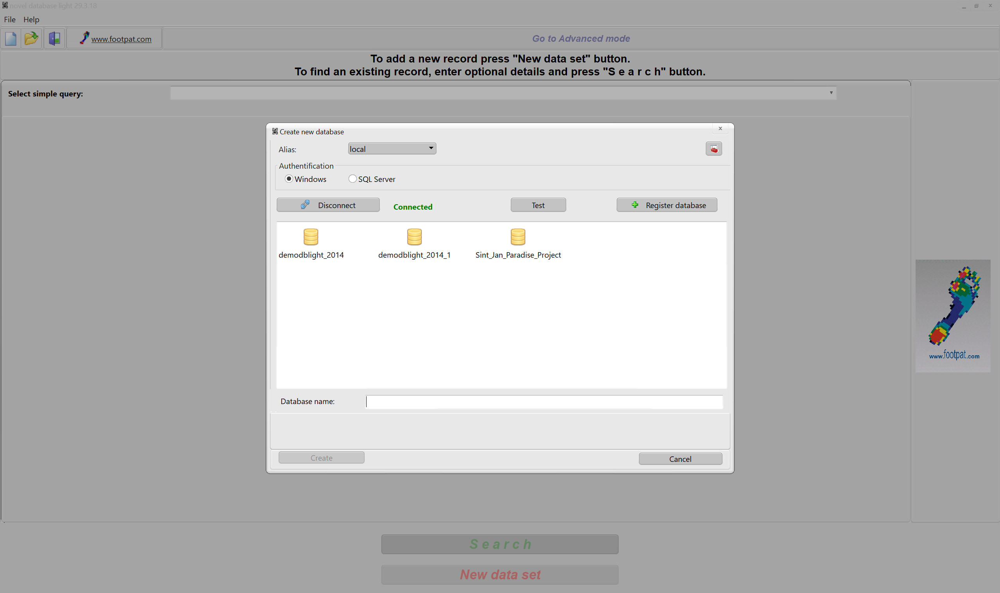 novel database light 29.3.18
File Help
www.footpat.com
Go to Advanced mode
To add a new record press "New data set" button.
To find an existing record, enter optional details and press "S e a r c h" button.
Select simple query:
Create new database
Alias: local
Authentification
Windows SQL Server
Disconnect Connected Test Register database
demodblight_2014 demodblight_2014_1 Sint_Jan_Paradise_Project
Database name:
Create Cancel
www.footpat.com
S e a r c h
New data set